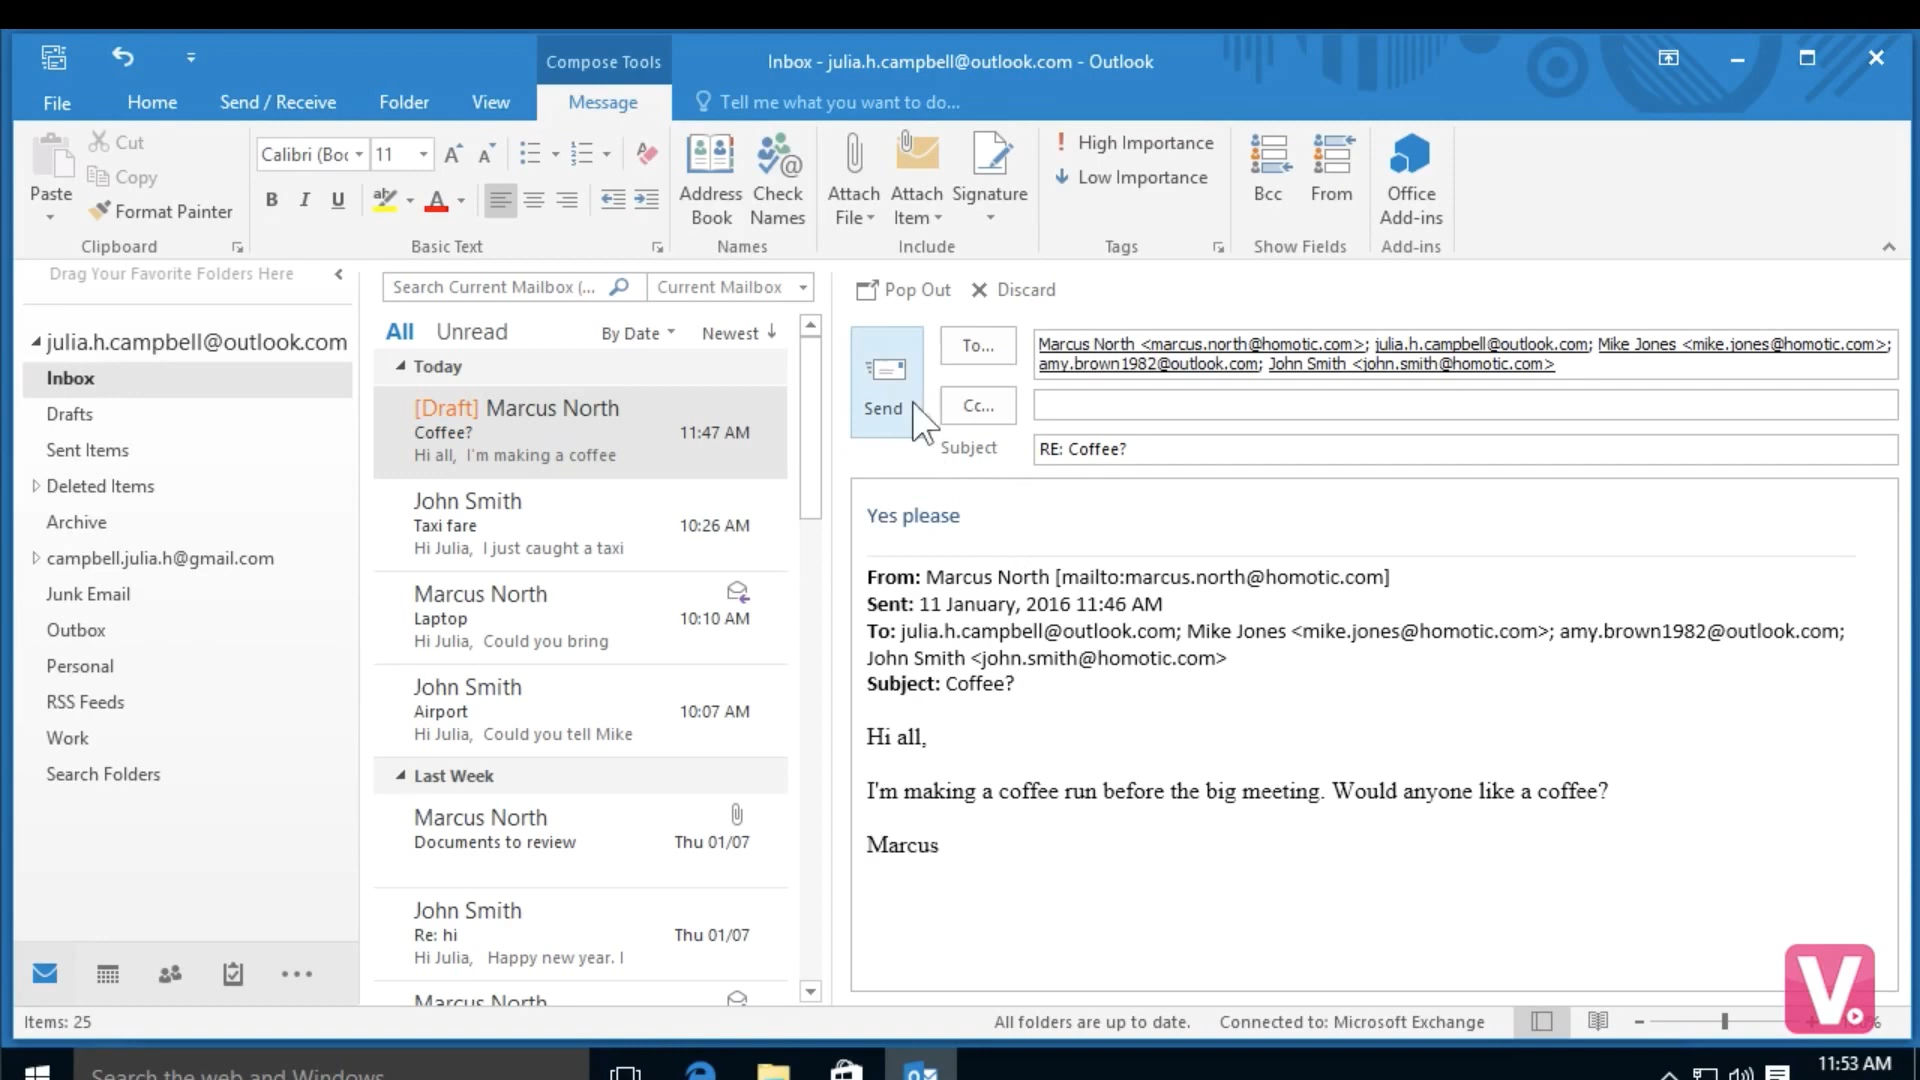 Compose Tools
Inbox - julia.h.campbell@outlook.com - Outlook
File Home Send / Receive Folder View Message Tell me what you want to do...
Paste
Cut
Copy
Format Painter
Clipboard
Calibri (Boc 11
B I U
Basic Text
Address Book
Check Names
Names
Attach File
Attach Item
Signature
Include
High Importance
Low Importance
Tags
Bcc
From
Show Fields
Office Add-ins
Add-ins
Drag Your Favorite Folders Here
julia.h.campbell@outlook.com
Inbox
Drafts
Sent Items
Deleted Items
Archive
campbell.julia.h@gmail.com
Junk Email
Outbox
Personal
RSS Feeds
Work
Search Folders
Search Current Mailbox (... Current Mailbox
All Unread By Date Newest
Today
[Draft] Marcus North
Coffee? 11:47 AM
Hi all, I'm making a coffee
John Smith
Taxi fare 10:26 AM
Hi Julia, I just caught a taxi
Marcus North
Laptop 10:10 AM
Hi Julia, Could you bring
John Smith
Airport 10:07 AM
Hi Julia, Could you tell Mike
Last Week
Marcus North
Documents to review Thu 01/07
John Smith
Re: hi Thu 01/07
Hi Julia, Happy new year. I
Marcus North
Pop Out Discard
Send
To... Marcus North <marcus.north@homotic.com>; julia.h.campbell@outlook.com; Mike Jones <mike.jones@homotic.com>;
amy.brown1982@outlook.com; John Smith <john.smith@homotic.com>
Cc...
Subject RE: Coffee?
Yes please
From: Marcus North [mailto:marcus.north@homotic.com]
Sent: 11 January, 2016 11:46 AM
To: julia.h.campbell@outlook.com; Mike Jones <mike.jones@homotic.com>; amy.brown1982@outlook.com;
John Smith <john.smith@homotic.com>
Subject: Coffee?
Hi all,
I'm making a coffee run before the big meeting. Would anyone like a coffee?
Marcus
Items: 25 All folders are up to date. Connected to: Microsoft Exchange
Search the web and Windows
11:53 AM